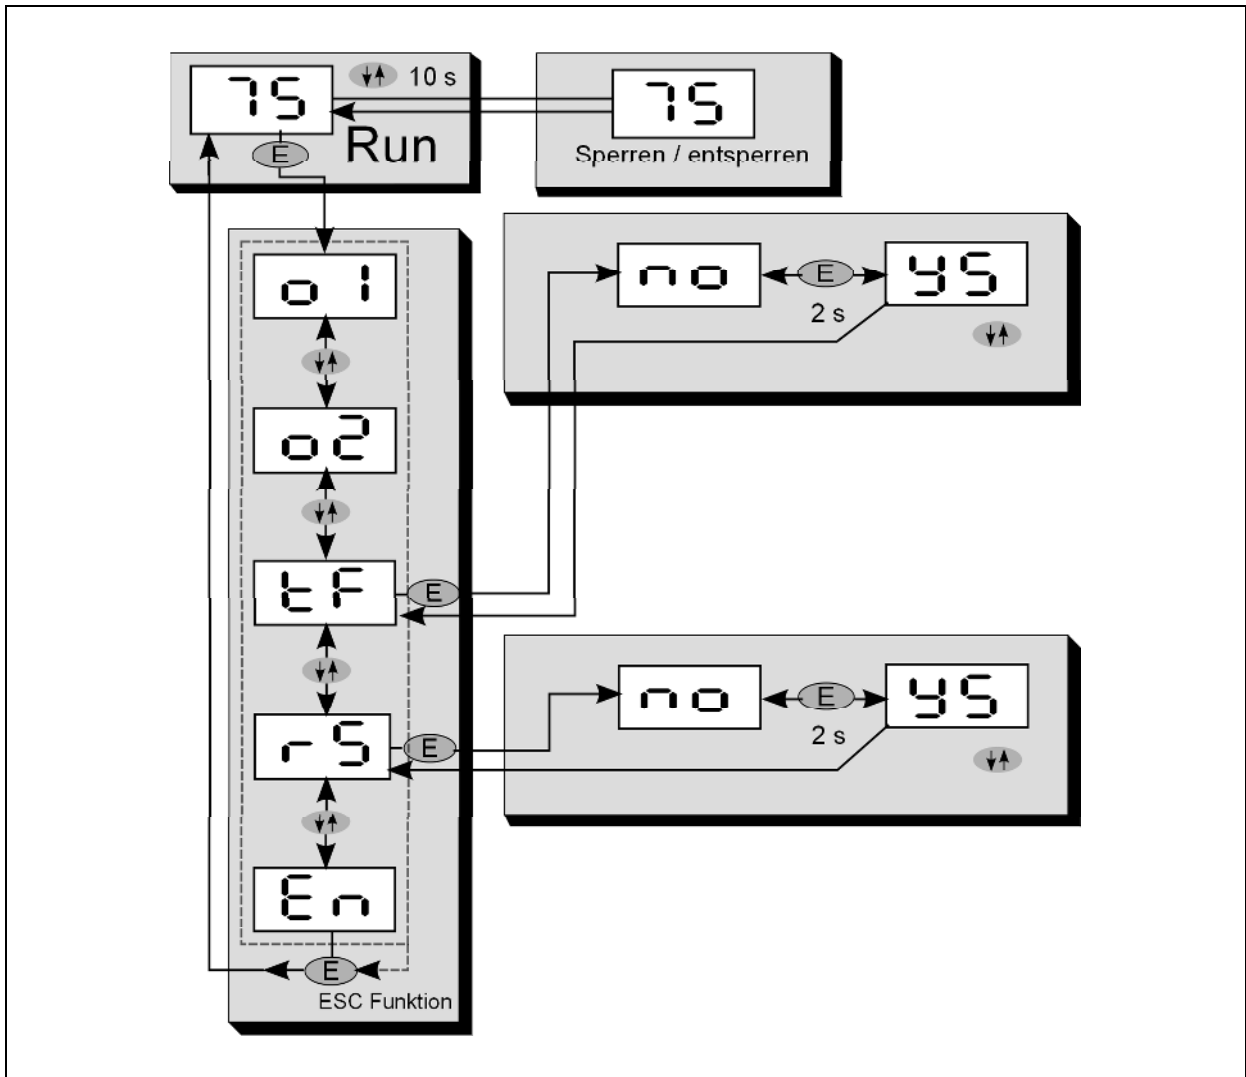 75 10 s
E Run
75
Sperren / entsperren
o1
no E YS
2 s
o2
tF E
rS E
no E YS
2 s
En
E
ESC Funktion